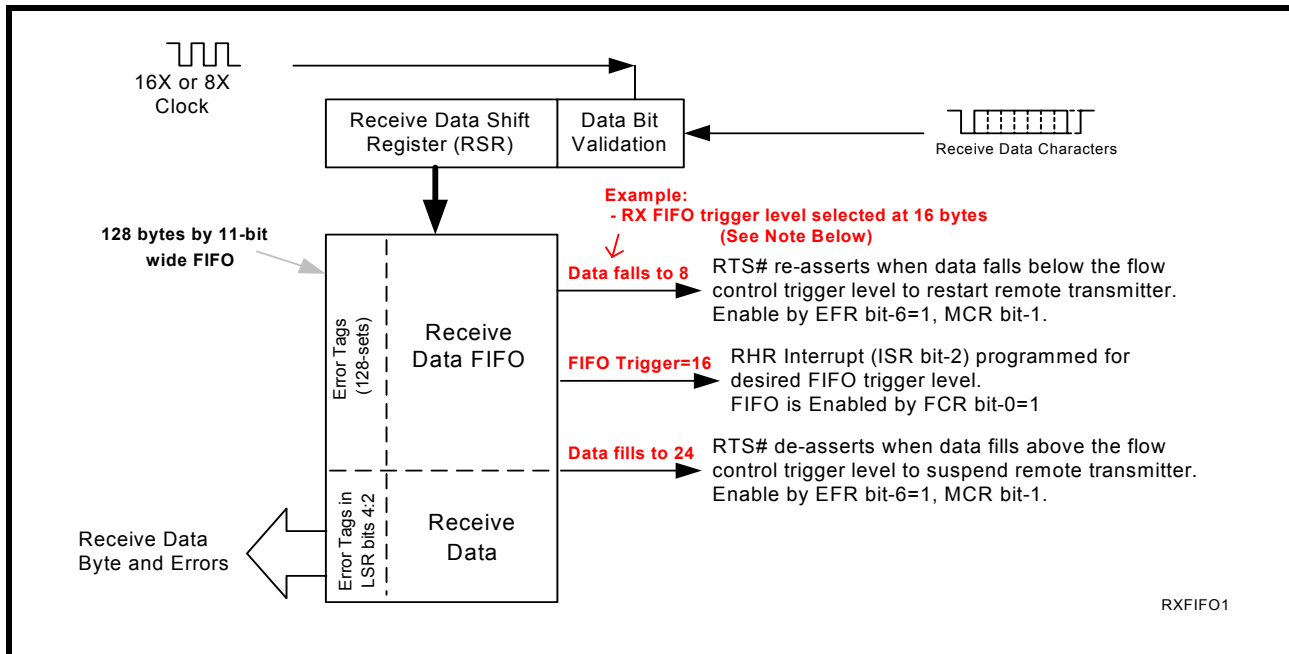 16X or 8X
Clock
Receive Data Shift
Register (RSR)
Data Bit
Validation
Receive Data Characters
Example:
- RX FIFO trigger level selected at 16 bytes
(See Note Below)
128 bytes by 11-bit
wide FIFO
Data falls to 8
RTS# re-asserts when data falls below the flow
control trigger level to restart remote transmitter.
Enable by EFR bit-6=1, MCR bit-1.
Error Tags
(128-sets)
Receive
Data FIFO
FIFO Trigger=16
RHR Interrupt (ISR bit-2) programmed for
desired FIFO trigger level.
FIFO is Enabled by FCR bit-0=1
Data fills to 24
RTS# de-asserts when data fills above the flow
control trigger level to suspend remote transmitter.
Enable by EFR bit-6=1, MCR bit-1.
Error Tags in
LSR bits 4:2
Receive
Data
Receive Data
Byte and Errors
RXFIFO1